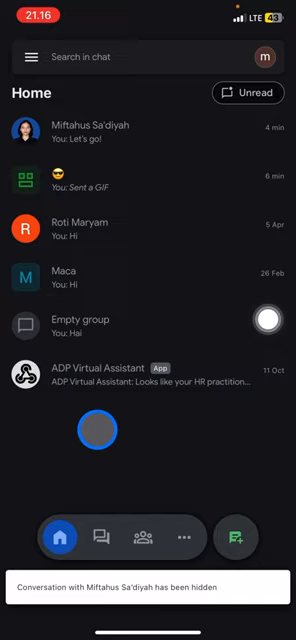 21.16
LTE 43
Search in chat
m
Home
Unread
Miftahus Sa'diyah
4 min
You: Let's go!
6 min
You: Sent a GIF
R
Roti Maryam
5 Apr
You: Hi
M
Maca
26 Feb
You: Hi
Empty group
You: Hai
ADP Virtual Assistant App
11 Oct
ADP Virtual Assistant: Looks like your HR practition...
Conversation with Miftahus Sa'diyah has been hidden